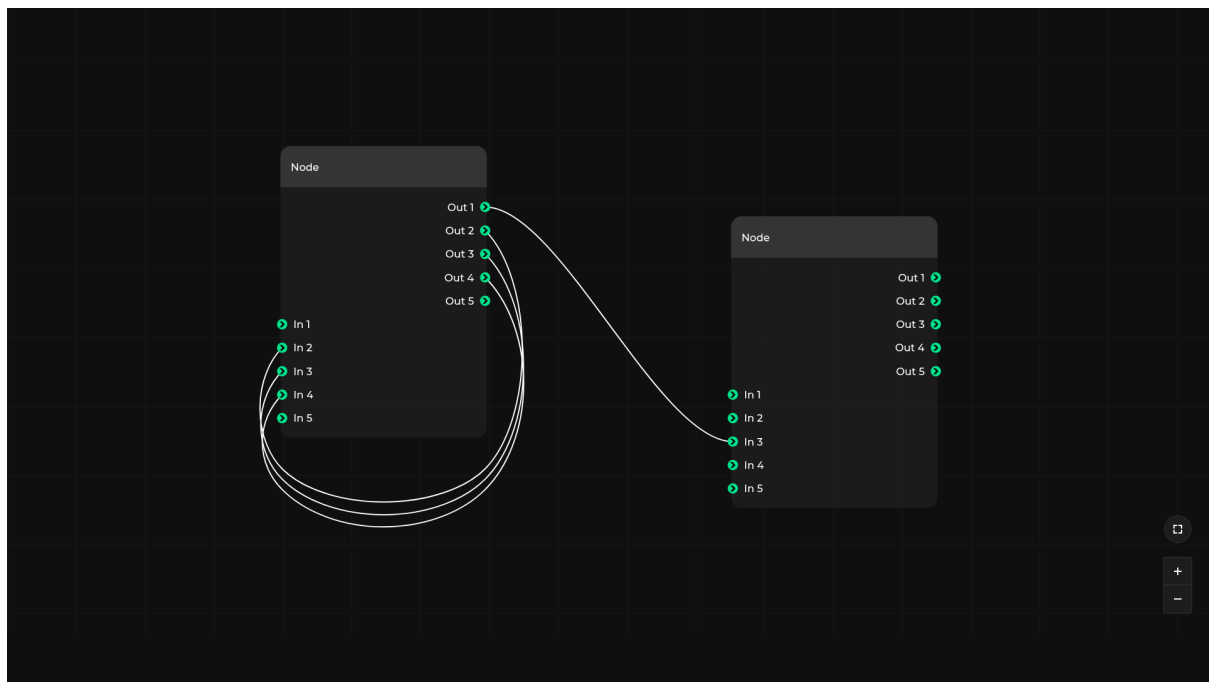 Node
Out 1
Out 2
Out 3
Out 4
Out 5
In 1
In 2
In 3
In 4
In 5
Node
Out 1
Out 2
Out 3
Out 4
Out 5
In 1
In 2
In 3
In 4
In 5